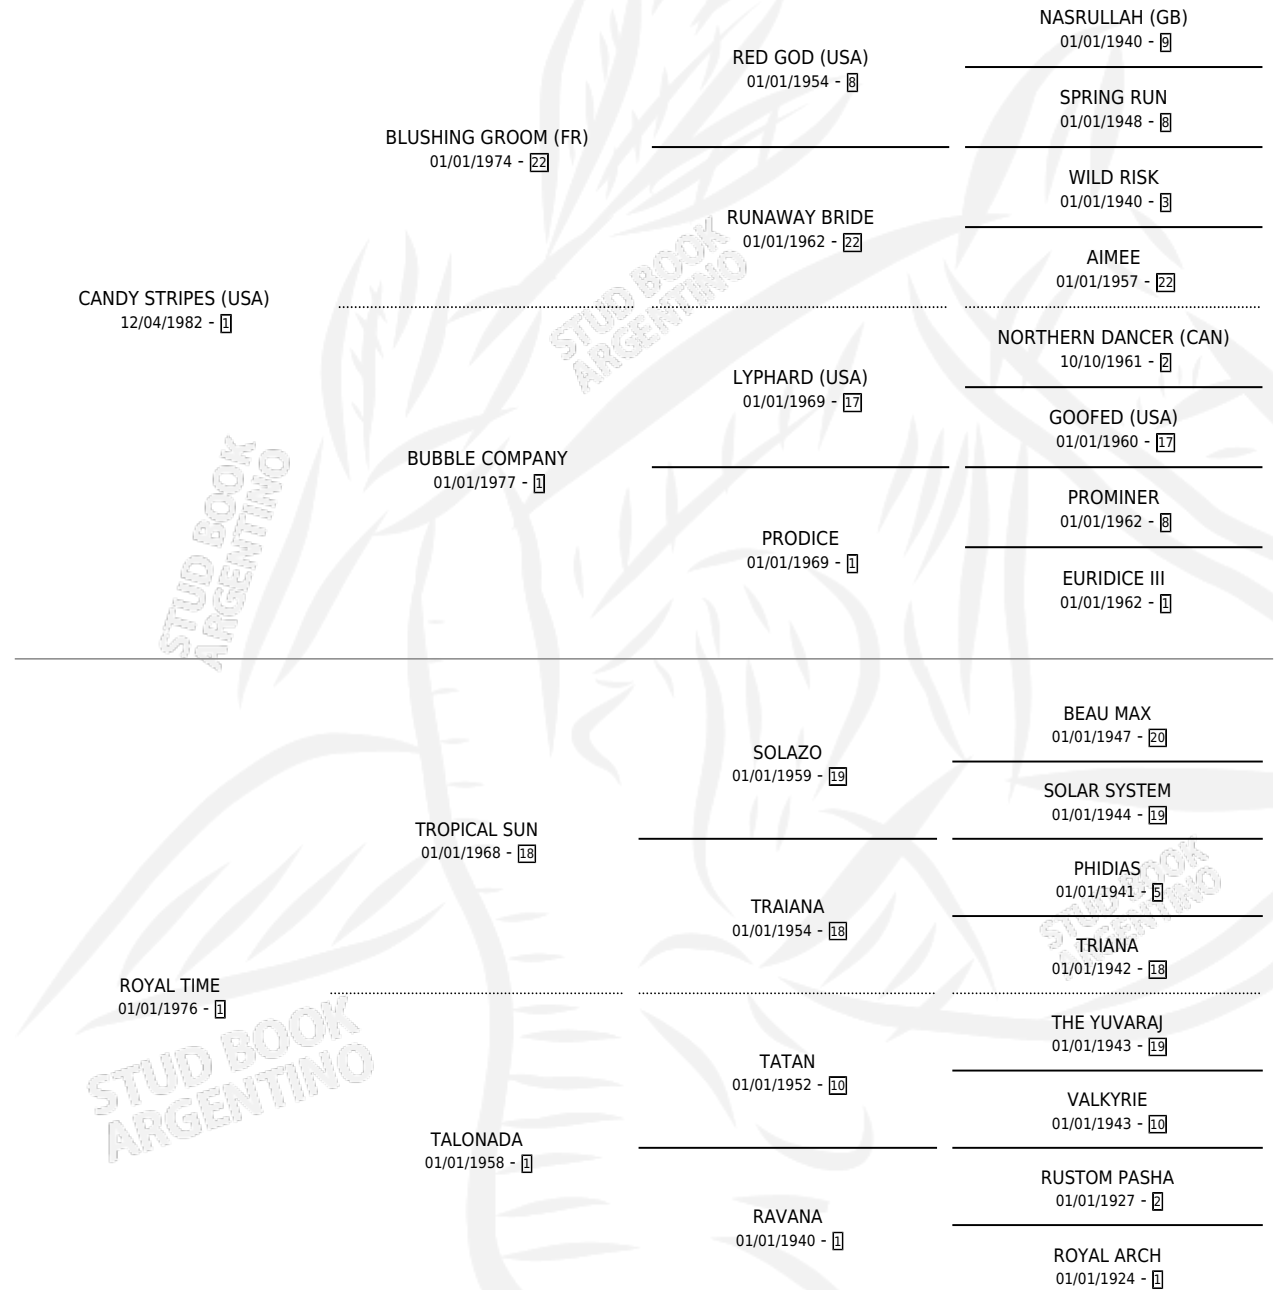 NASRULLAH (GB)
01/01/1940 - 9
RED GOD (USA)
01/01/1954 - 8
SPRING RUN
01/01/1948 - 8
BLUSHING GROOM (FR)
01/01/1974 - 22
WILD RISK
01/01/1940 - 3
RUNAWAY BRIDE
01/01/1962 - 22
AIMEE
01/01/1957 - 22
CANDY STRIPES (USA)
12/04/1982 - 1
NORTHERN DANCER (CAN)
10/10/1961 - 2
LYPHARD (USA)
01/01/1969 - 17
GOOFED (USA)
01/01/1960 - 17
BUBBLE COMPANY
01/01/1977 - 1
PROMINER
01/01/1962 - 8
PRODICE
01/01/1969 - 1
EURIDICE III
01/01/1962 - 1
STUD BOOK
ARGENTINO
STUD BOOK
ARGENTINO
BEAU MAX
01/01/1947 - 20
SOLAZO
01/01/1959 - 19
SOLAR SYSTEM
01/01/1944 - 19
TROPICAL SUN
01/01/1968 - 18
PHIDIAS
01/01/1941 - 5
TRAIANA
01/01/1954 - 18
TRIANA
01/01/1942 - 18
STUD BOOK
ARGENTINO
ROYAL TIME
01/01/1976 - 1
THE YUVARAJ
01/01/1943 - 19
TATAN
01/01/1952 - 10
VALKYRIE
01/01/1943 - 10
STUD BOOK
ARGENTINO
TALONADA
01/01/1958 - 1
RUSTOM PASHA
01/01/1927 - 2
RAVANA
01/01/1940 - 1
ROYAL ARCH
01/01/1924 - 1